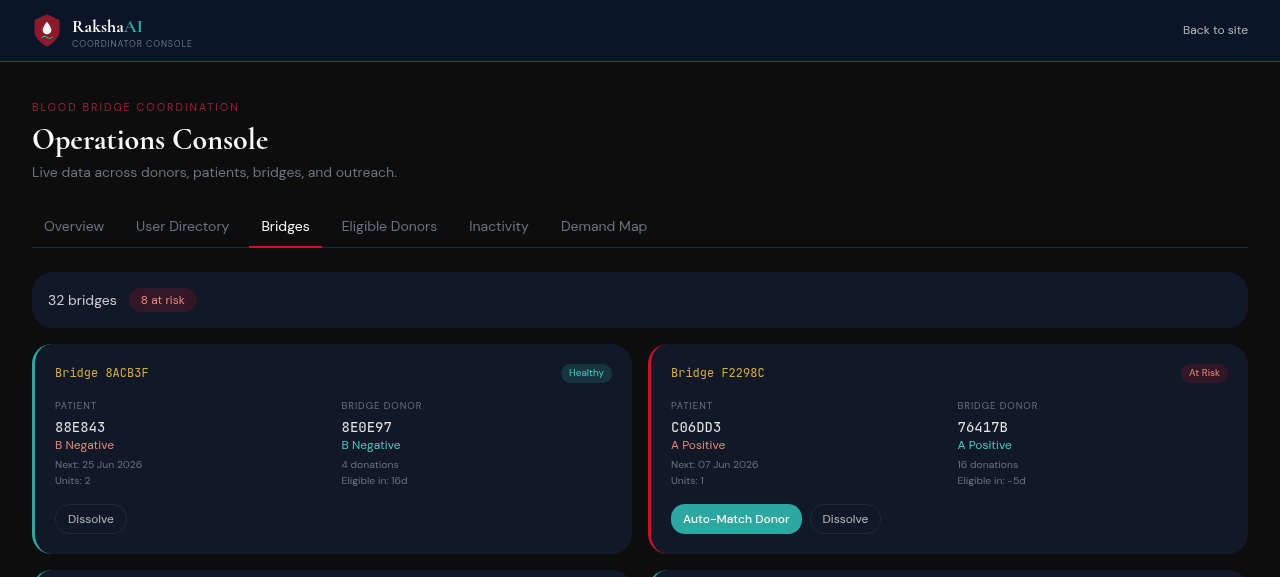 RakshaAI
COORDINATOR CONSOLE
Back to site
BLOOD BRIDGE COORDINATION
Operations Console
Live data across donors, patients, bridges, and outreach.
Overview User Directory Bridges Eligible Donors Inactivity Demand Map
32 bridges 8 at risk
Bridge 8ACB3F Healthy
PATIENT BRIDGE DONOR
88E843 8E0E97
B Negative B Negative
Next: 25 Jun 2026 4 donations
Units: 2 Eligible in: 16d
Dissolve
Bridge F2298C At Risk
PATIENT BRIDGE DONOR
C06DD3 76417B
A Positive A Positive
Next: 07 Jun 2026 16 donations
Units: 1 Eligible in: -5d
Auto-Match Donor Dissolve